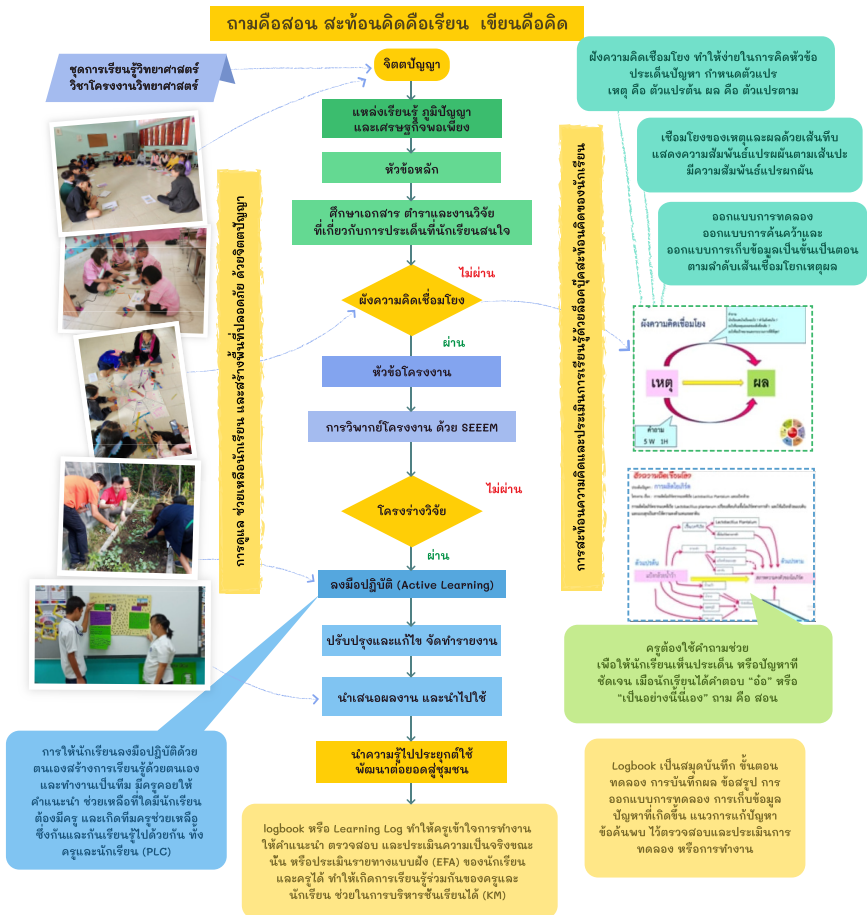 ถามคือสอน สะท้อนคิดคือเรียน เขียนคือคิด
ชุดการเรียนรู้วิทยาศาสตร์
วิชาโครงงานวิทยาศาสตร์
จิตตปัญญา
แหล่งเรียนรู้ ภูมิปัญญา
และเศรษฐกิจพอเพียง
หัวข้อหลัก
ศึกษาเอกสาร ตำราและงานวิจัย
ที่เกี่ยวกับการประเด็นที่นักเรียนสนใจ
ไม่ผ่าน
ผังความคิดเชื่อมโยง
ผ่าน
หัวข้อโครงงาน
การวิพากย์โครงงาน ด้วย SEEEM
ไม่ผ่าน
โครงร่างวิจัย
ผ่าน
ลงมือปฏิบัติ (Active Learning)
ปรับปรุงและแก้ไข จัดทำรายงาน
นำเสนอผลงาน และนำไปใช้
นำความรู้ไปประยุกต์ใช้
พัฒนาต่อยอดสู่ชุมชน
การดูแล ช่วยเหลือนักเรียน และสร้างพื้นที่ปลอดภัย ด้วยจิตตปัญญา
การสะท้อนความคิดและประเมินการเรียนรู้ด้วยล็อคบุ๊คสะท้อนคิดของนักเรียน
ผังความคิดเชื่อมโยง ทำให้ง่ายในการคิดหัวข้อ
ประเด็นปัญหา กำหนดตัวแปร
เหตุ คือ ตัวแปรต้น ผล คือ ตัวแปรตาม
เชื่อมโยงของเหตุและผลด้วยเส้นทึบ
แสดงความสัมพันธ์แปรผันตามเส้นปะ
มีความสัมพันธ์แปรผกผัน
ออกแบบการทดลอง
ออกแบบการค้นคว้าและ
ออกแบบการเก็บข้อมูลเป็นขั้นเป็นตอน
ตามลำดับเส้นเชื่อมโยกเหตุผล
ผังความคิดเชื่อมโยง
เหตุ
ผล
คำถาม
5 W 1H
ผังความคิดเชื่อมโยง
ครูต้องใช้คำถามช่วย
เพื่อให้นักเรียนเห็นประเด็น หรือปัญหาที่
ชัดเจน เมื่อนักเรียนได้คำตอบ “อ๋อ” หรือ
“เป็นอย่างนี้นี่เอง” ถาม คือ สอน
การให้นักเรียนลงมือปฏิบัติด้วย
ตนเองสร้างการเรียนรู้ด้วยตนเอง
และทำงานเป็นทีม มีครูคอยให้
คำแนะนำ ช่วยเหลือที่ใดมีนักเรียน
ต้องมีครู และเกิดทีมครูช่วยเหลือ
ซึ่งกันและกันเรียนรู้ไปด้วยกัน ทั้ง
ครูและนักเรียน (PLC)
logbook หรือ Learning Log ทำให้ครูเข้าใจการทำงาน
ให้คำแนะนำ ตรวจสอบ และประเมินความเป็นจริงขณะ
นั้น หรือประเมินรายทางแบบฝัง (EFA) ของนักเรียน
และครูได้ ทำให้เกิดการเรียนรู้ร่วมกันของครูและ
นักเรียน ช่วยในการบริหารชั้นเรียนได้ (KM)
Logbook เป็นสมุดบันทึก ขั้นตอน
ทดลอง การบันทึกผล ข้อสรุป การ
ออกแบบการทดลอง การเก็บข้อมูล
ปัญหาที่เกิดขึ้น แนวการแก้ปัญหา
ข้อค้นพบ ไว้ตรวจสอบและประเมินการ
ทดลอง หรือการทำงาน